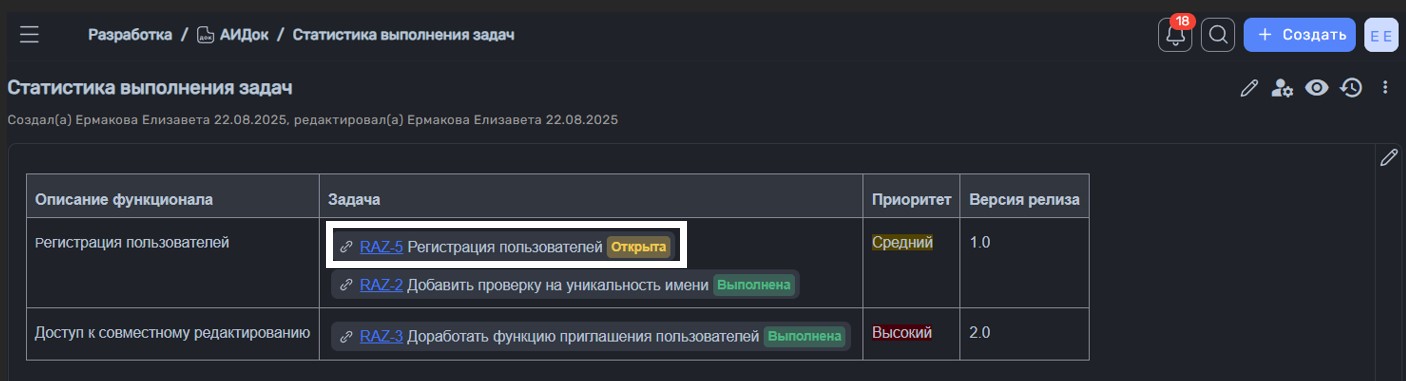 Разработка / док АИДок / Статистика выполнения задач
18
+ Создать
EE
Статистика выполнения задач
Создал(а) Ермакова Елизавета 22.08.2025, редактировал(а) Ермакова Елизавета 22.08.2025
Описание функционала Задача Приоритет Версия релиза
Регистрация пользователей RAZ-5 Регистрация пользователей Открыта Средний 1.0
RAZ-2 Добавить проверку на уникальность имени Выполнена
Доступ к совместному редактированию RAZ-3 Доработать функцию приглашения пользователей Выполнена Высокий 2.0